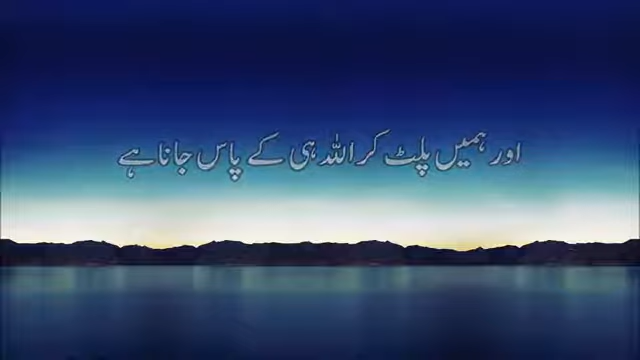 اور ہمیں پلٹ کر اللہ ہی کے پاس جانا ہے